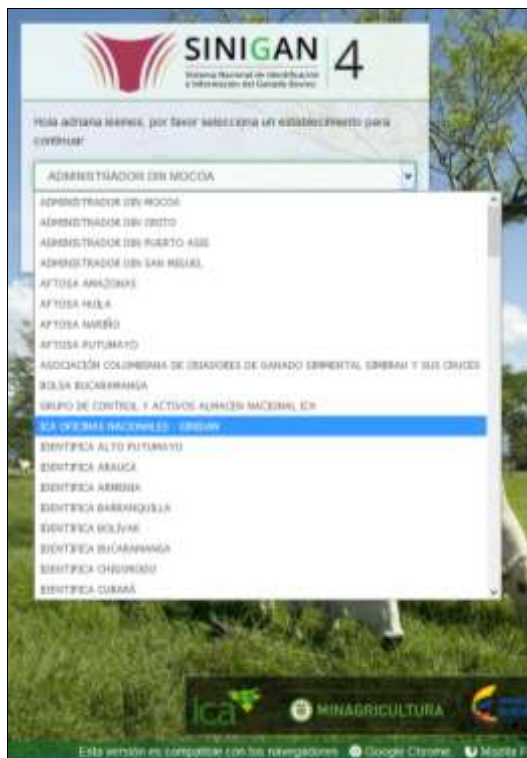 SINIGAN 4
Sistema Nacional de Identificación
e Información del Ganado Bovino
Hola adriana, por favor selecciona un establecimiento para
continuar:
ADMINISTRADOR DIN MOCOA
ADMINISTRADOR DIN MOCOA
ADMINISTRADOR DIN ORITO
ADMINISTRADOR DIN PUERTO ASIS
ADMINISTRADOR DIN SAN MIGUEL
AFTOSA AMAZONAS
AFTOSA HUILA
AFTOSA NARIÑO
AFTOSA PUTUMAYO
ASOCIACIÓN COLOMBIANA DE CRIADORES DE GANADO SIMMENTAL, SIMBRAH Y SUS CRUCES
BOLSA BUCARAMANGA
GRUPO DE CONTROL Y ACTIVOS ALMACEN NACIONAL ICA
ICA OFICINAS NACIONALES - SINIGAN
IDENTIFICA ALTO PUTUMAYO
IDENTIFICA ARAUCA
IDENTIFICA ARMENIA
IDENTIFICA BARRANQUILLA
IDENTIFICA BOLÍVAR
IDENTIFICA BUCARAMANGA
IDENTIFICA CHIGORODO
IDENTIFICA CUBARÁ
ica MINAGRICULTURA
Esta versión es compatible con los navegadores Google Chrome Mozilla F